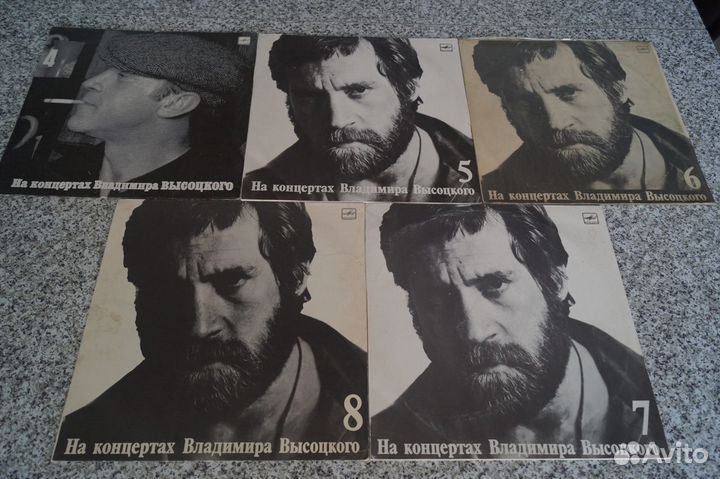 4
На концертах Владимира ВЫСОЦКОГО
5
На концертах Владимира Высоцкого
6
На концертах Владимира Высоцкого
8
На концертах Владимира Высоцкого
7
На концертах Владимира Высоцкого
Avito